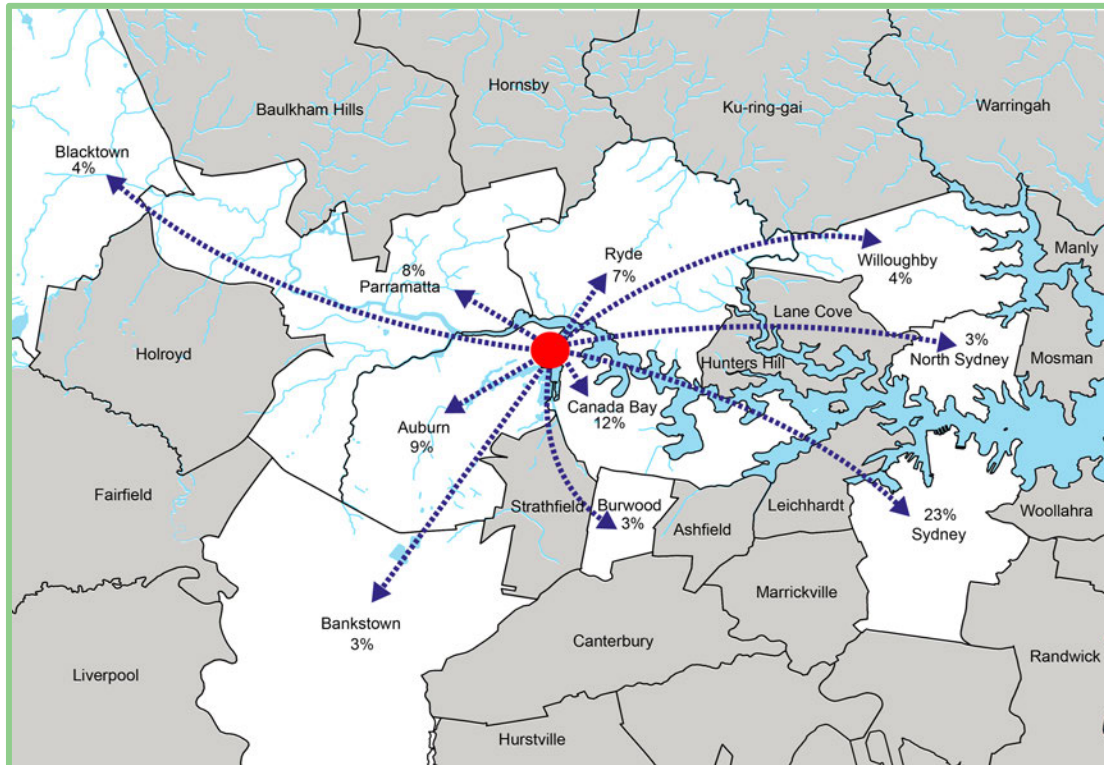 Hornsby
Baulkham Hills
Ku-ring-gai
Warringah
Blacktown
4%
Manly
Ryde
7%
Willoughby
4%
8%
Parramatta
Lane Cove
Holroyd
3%
North Sydney
Mosman
Hunters Hill
Canada Bay
12%
Auburn
9%
Fairfield
Strathfield
Burwood
3%
Ashfield
Leichhardt
23%
Sydney
Woollahra
Marrickville
Bankstown
3%
Canterbury
Randwick
Liverpool
Hurstville